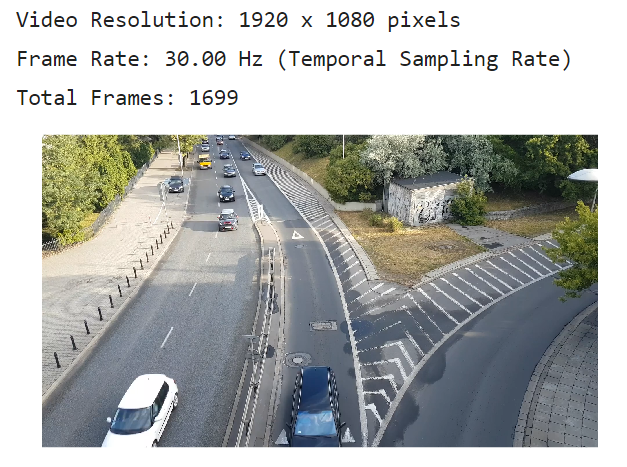 Video Resolution: 1920 x 1080 pixels
Frame Rate: 30.00 Hz (Temporal Sampling Rate)
Total Frames: 1699